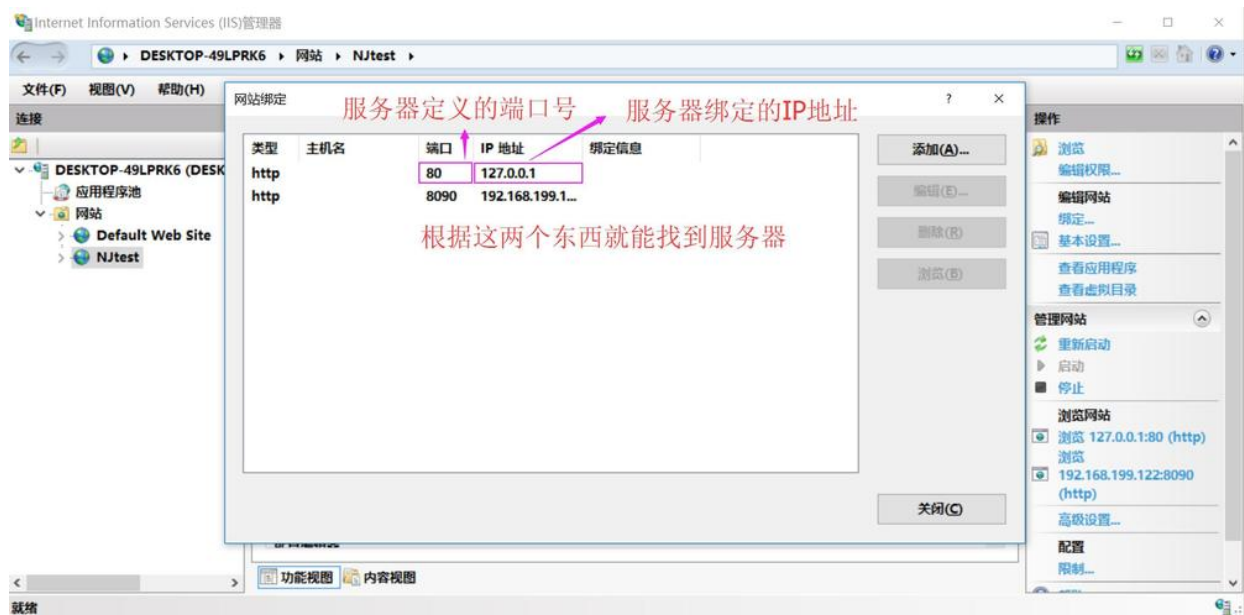 Internet Information Services (IIS)管理器
DESKTOP-49LPRK6 网站 NJtest
文件(F) 视图(V) 帮助(H)
连接
DESKTOP-49LPRK6 (DESK
应用程序池
网站
Default Web Site
NJtest
网站绑定
服务器定义的端口号 服务器绑定的IP地址
类型 主机名 端口 IP 地址 绑定信息
http 80 127.0.0.1
http 8090 192.168.199.1...
根据这两个东西就能找到服务器
添加(A)...
编辑(E)...
删除(R)
浏览(B)
关闭(C)
功能视图 内容视图
操作
浏览
编辑权限...
编辑网站
绑定...
基本设置...
查看应用程序
查看虚拟目录
管理网站
重新启动
启动
停止
浏览网站
浏览 127.0.0.1:80 (http)
浏览
192.168.199.122:8090
(http)
高级设置...
配置
限制...
就绪